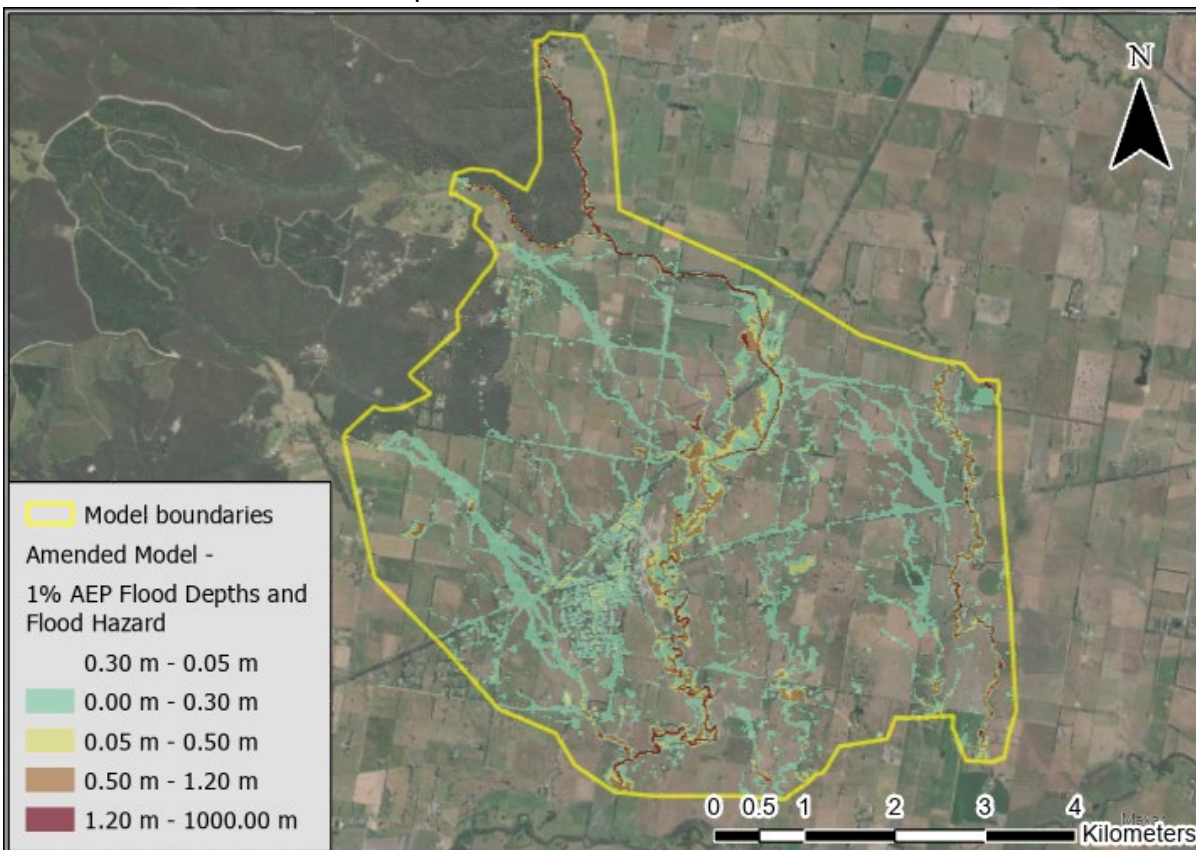 N
Model boundaries
Amended Model -
1% AEP Flood Depths and
Flood Hazard
0.30 m - 0.05 m
0.00 m - 0.30 m
0.05 m - 0.50 m
0.50 m - 1.20 m
1.20 m - 1000.00 m
0 0.5 1 2 3 4
Kilometers